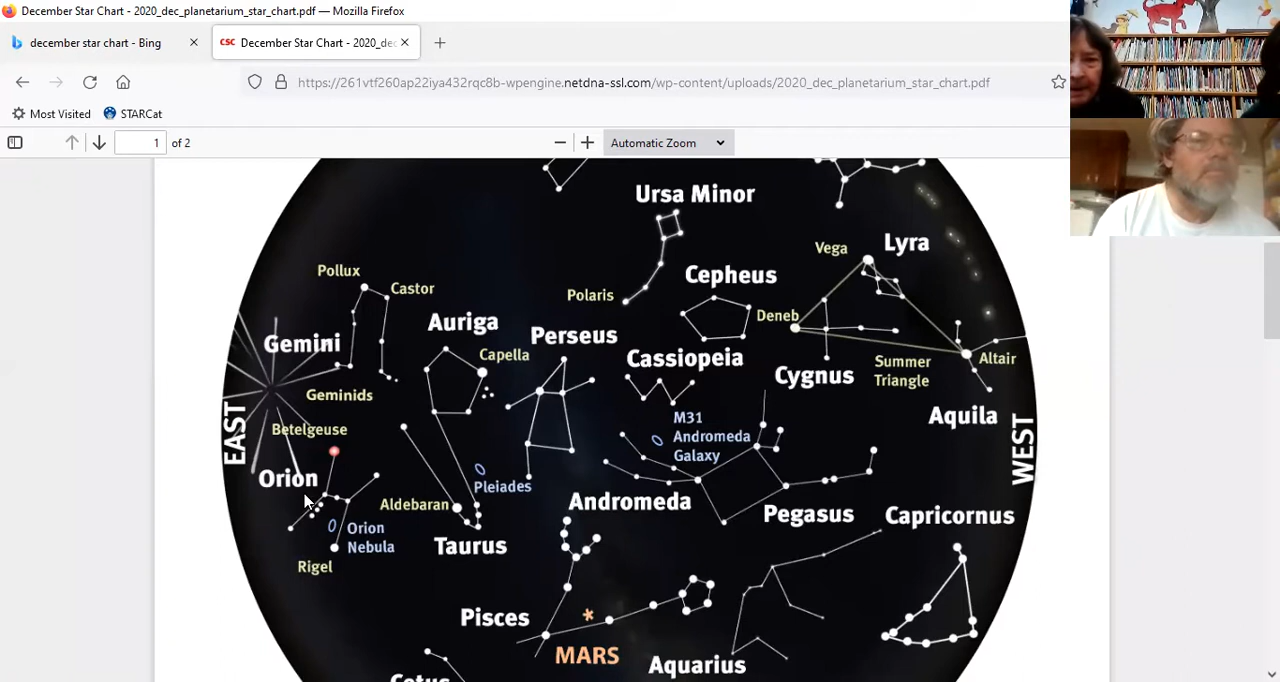 December Star Chart - 2020_dec_planetarium_star_chart.pdf — Mozilla Firefox
december star chart - Bing
CSC December Star Chart - 2020_dec
https://261vtf260ap22iya432rqc8b-wpengine.netdna-ssl.com/wp-content/uploads/2020_dec_planetarium_star_chart.pdf
Most Visited
STARCat
1 of 2
Automatic Zoom
Ursa Minor
Lyra
Vega
Pollux
Castor
Cepheus
Polaris
Deneb
Auriga
Perseus
Gemini
Capella
Cassiopeia
Altair
Summer
Triangle
Cygnus
Geminids
Aquila
M31
Andromeda
Galaxy
Betelgeuse
EAST
WEST
Orion
Pleiades
Andromeda
Aldebaran
Pegasus
Capricornus
Orion
Nebula
Taurus
Rigel
Pisces
MARS
Aquarius
Cetus